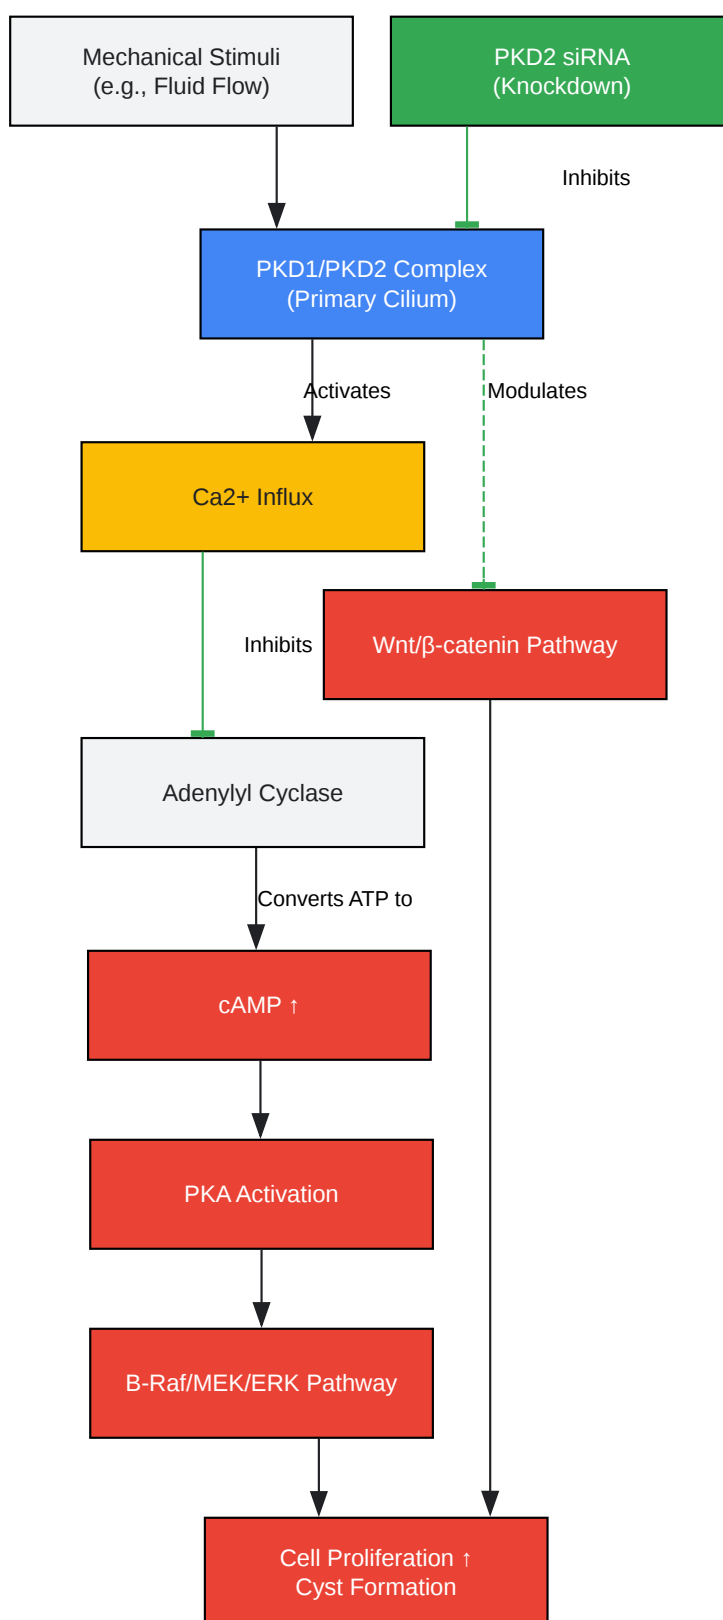 Mechanical Stimuli
(e.g., Fluid Flow)
PKD2 siRNA
(Knockdown)
Inhibits
PKD1/PKD2 Complex
(Primary Cilium)
Activates
Modulates
Ca2+ Influx
Inhibits
Wnt/β-catenin Pathway
Adenylyl Cyclase
Converts ATP to
cAMP ↑
PKA Activation
B-Raf/MEK/ERK Pathway
Cell Proliferation ↑
Cyst Formation